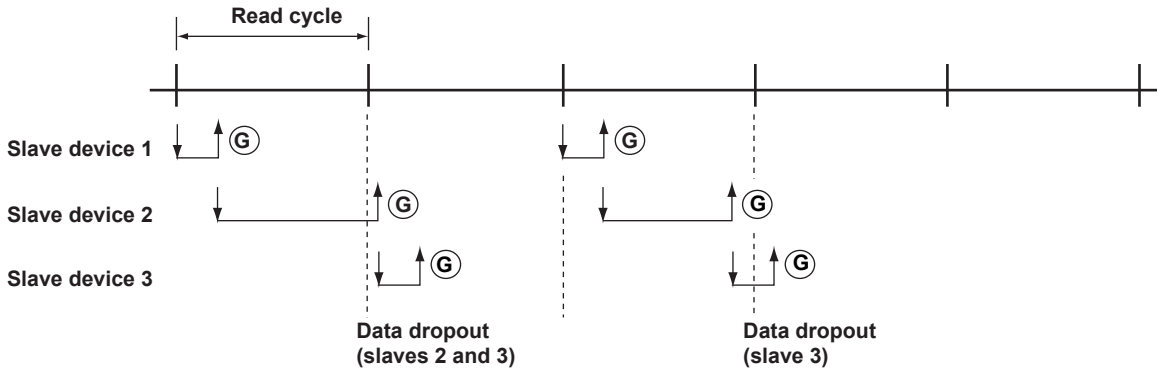 Read cycle
Slave device 1
G
G
Slave device 2
G
G
Slave device 3
G
G
Data dropout
(slaves 2 and 3)
Data dropout
(slave 3)